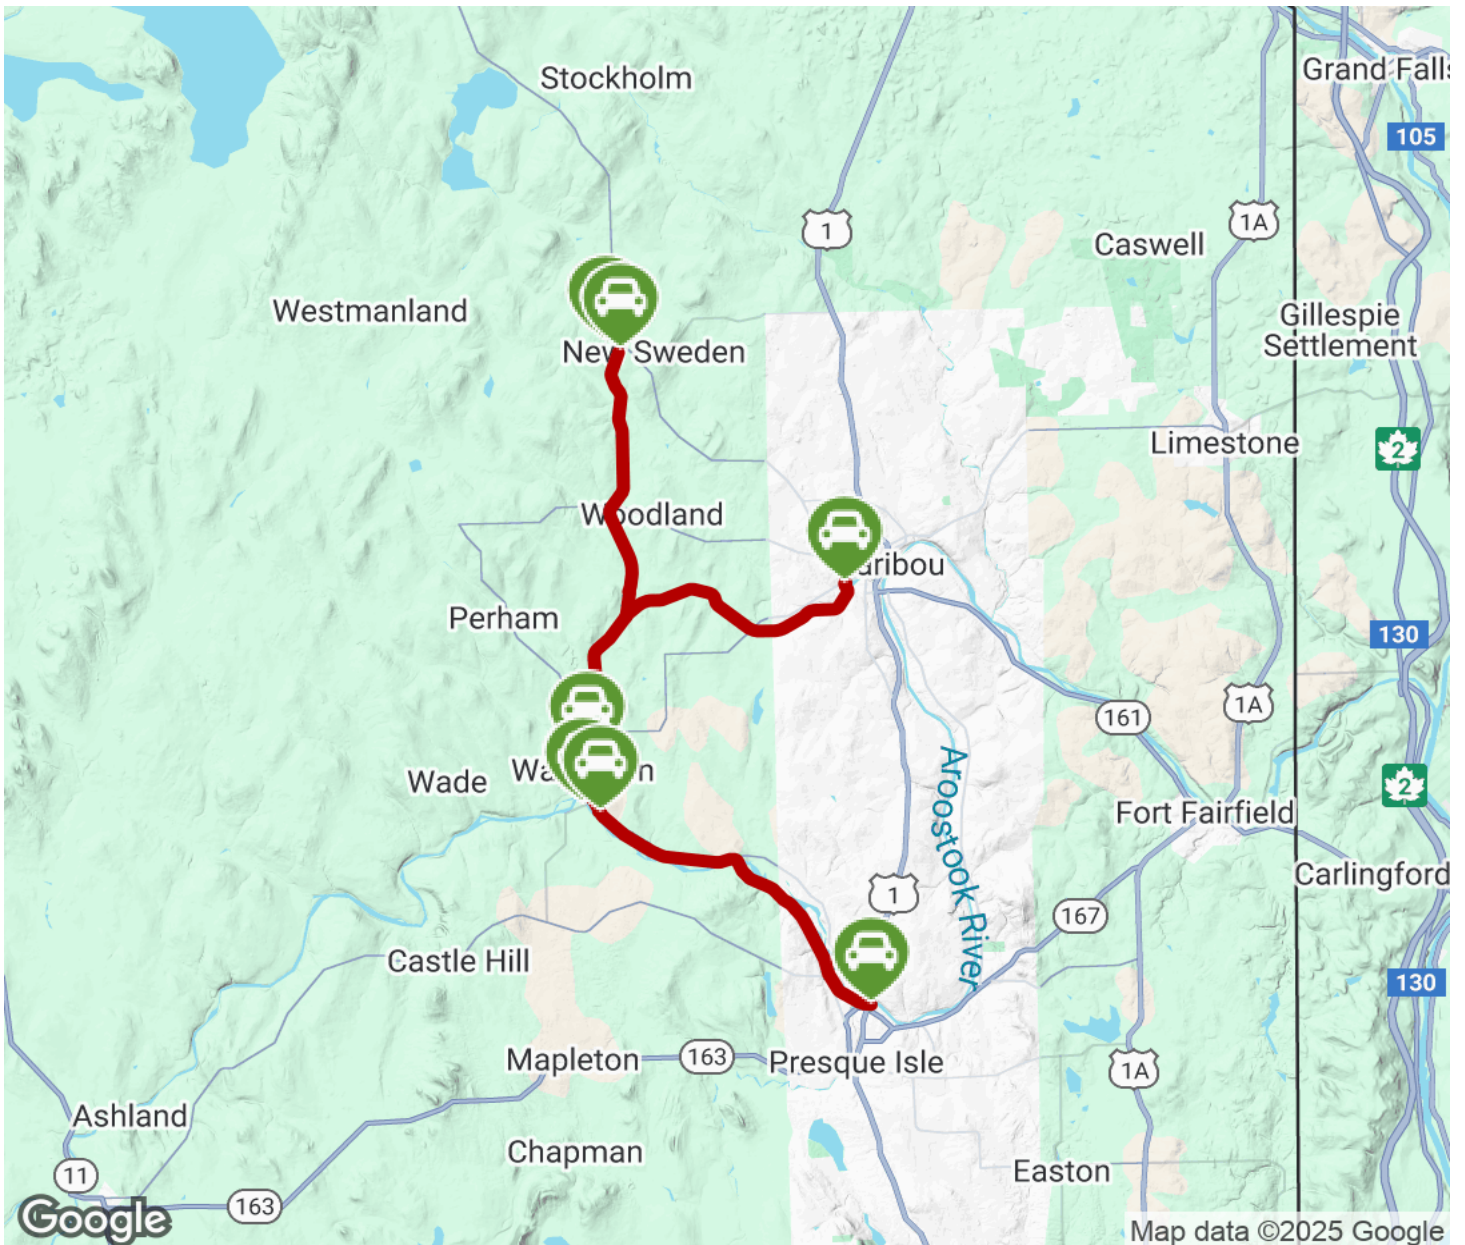 Stockholm
Grand Falls
105
1A
1
Caswell
Westmanland
Gillespie
Settlement
New Sweden
Limestone
2
Woodland
Caribou
Perham
130
1A
161
Wade
2
Fort Fairfield
Aroostook River
Carlingford
1
167
Castle Hill
130
Mapleton
163
Presque Isle
1A
Ashland
Chapman
Easton
11
163
Google
Map data ©2025 Google